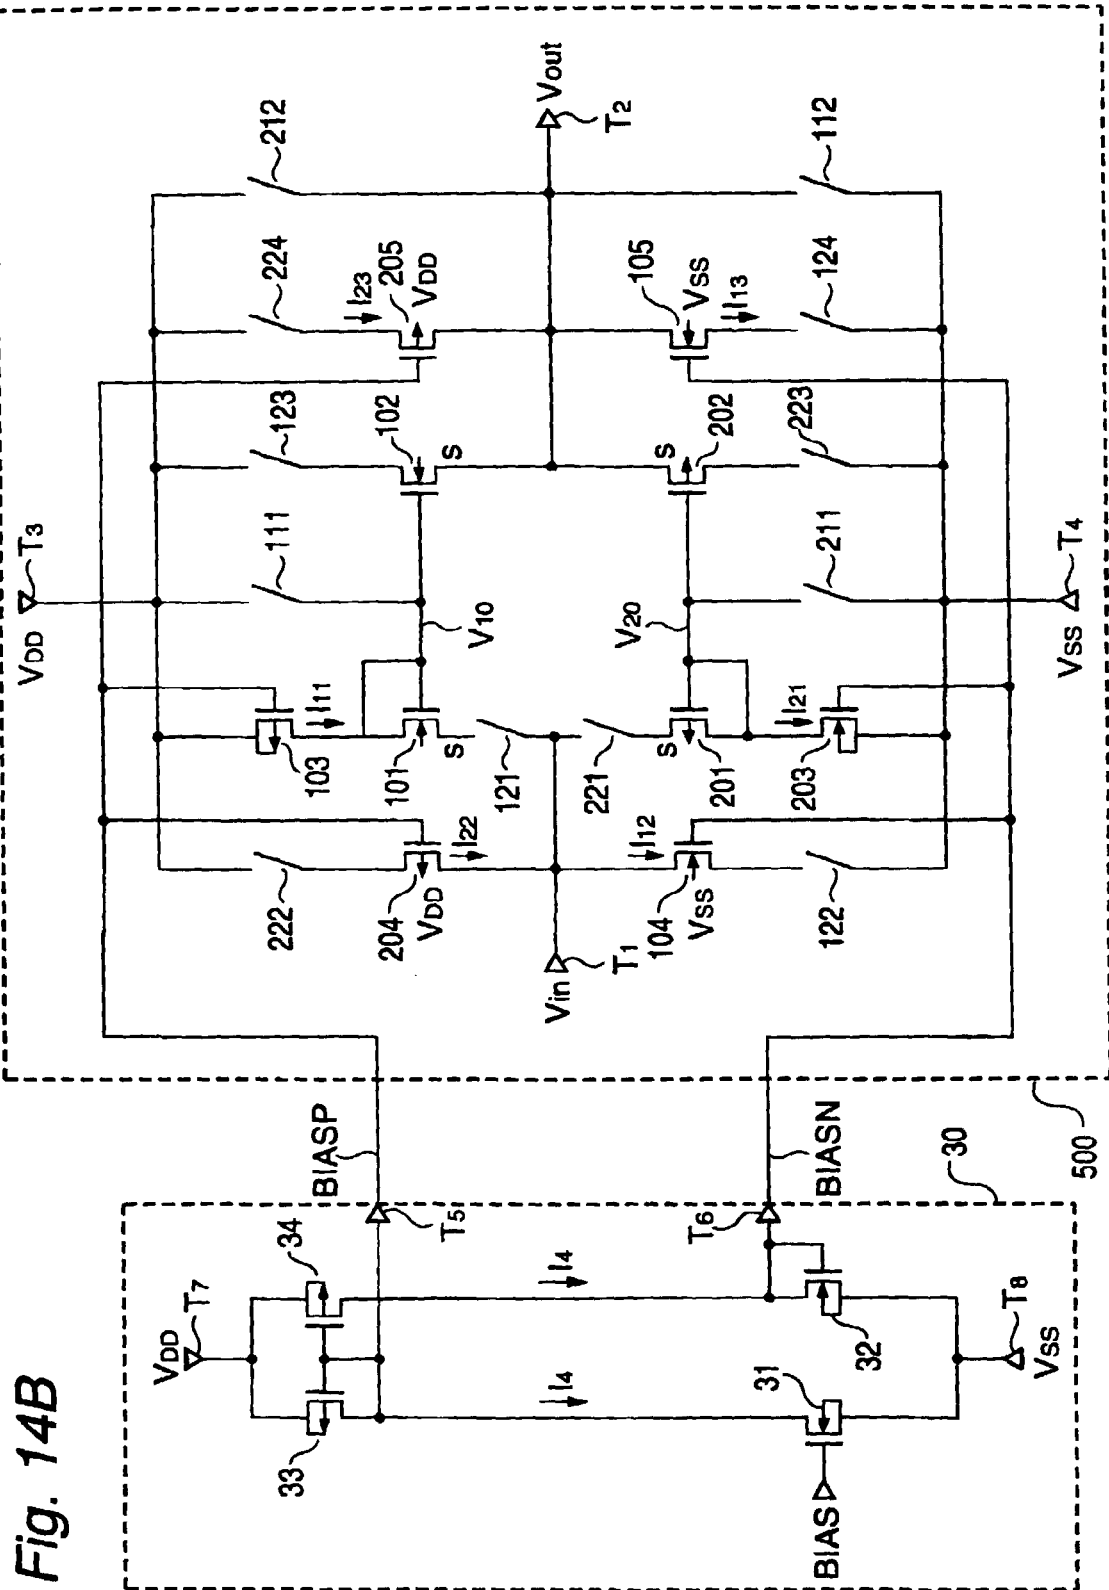 Fig. 14B
VDD
T7
33
34
I4
I4
31
32
BIAS
VSS
T8
T5
T6
BIASP
BIASN
30
500
VDD
T3
222
103
I11
111
123
224
212
204
VDD
I22
101
S
V10
102
S
I23
205
VDD
Vin
T1
121
221
Vout
T2
104
VSS
I12
S
201
V20
S
202
105
VSS
I13
122
203
I21
211
223
124
112
VSS
T4